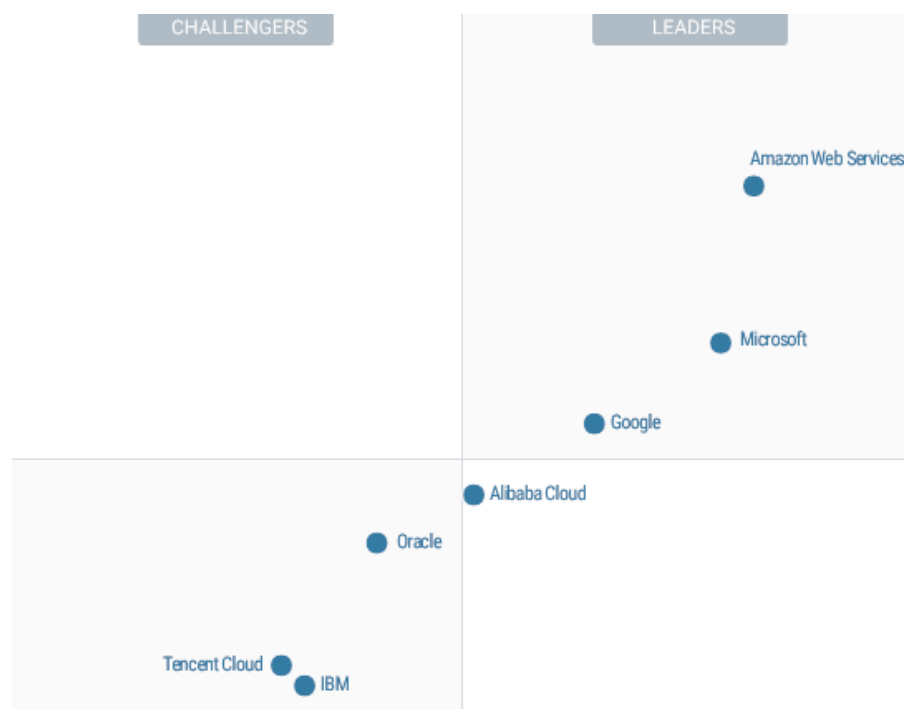 CHALLENGERS
LEADERS
Amazon Web Services
Microsoft
Google
Alibaba Cloud
Oracle
Tencent Cloud
IBM